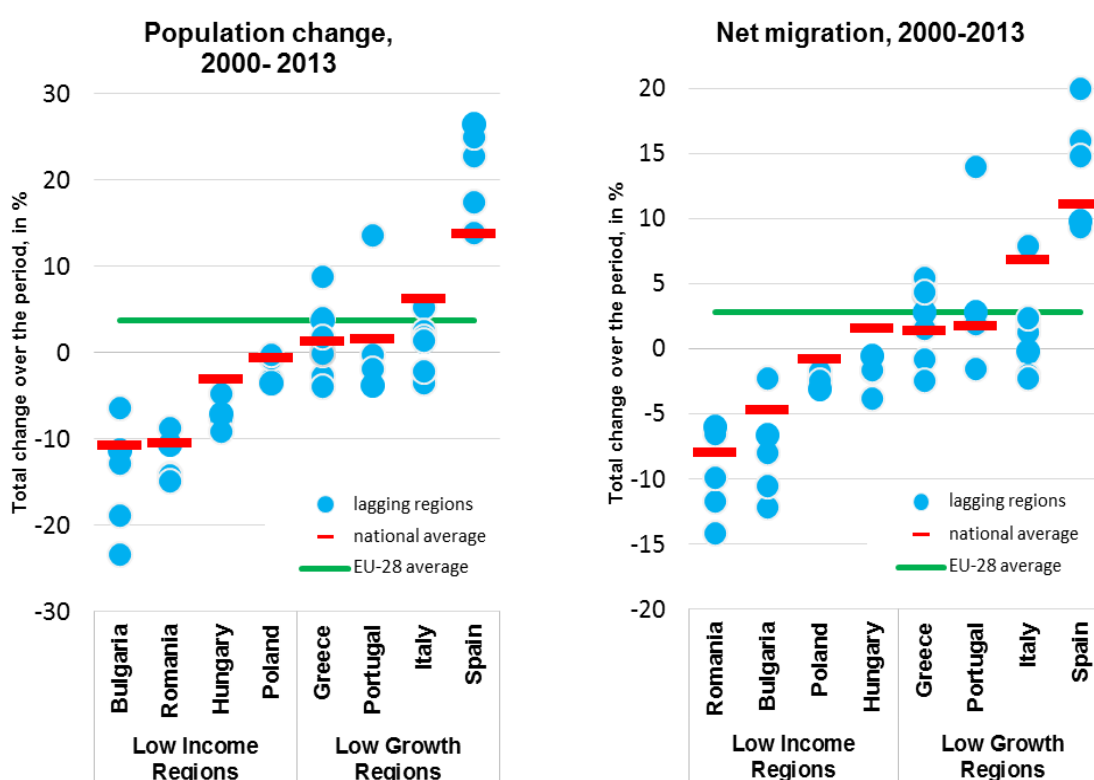 Population change,
2000- 2013
Total change over the period, in %
30
20
10
0
-10
-20
-30
lagging regions
national average
EU-28 average
Bulgaria
Romania
Hungary
Poland
Greece
Portugal
Italy
Spain
Low Income
Regions
Low Growth
Regions
Net migration, 2000-2013
Total change over the period, in %
20
15
10
5
0
-5
-10
-15
-20
lagging regions
national average
EU-28 average
Romania
Bulgaria
Poland
Hungary
Greece
Portugal
Italy
Spain
Low Income
Regions
Low Growth
Regions